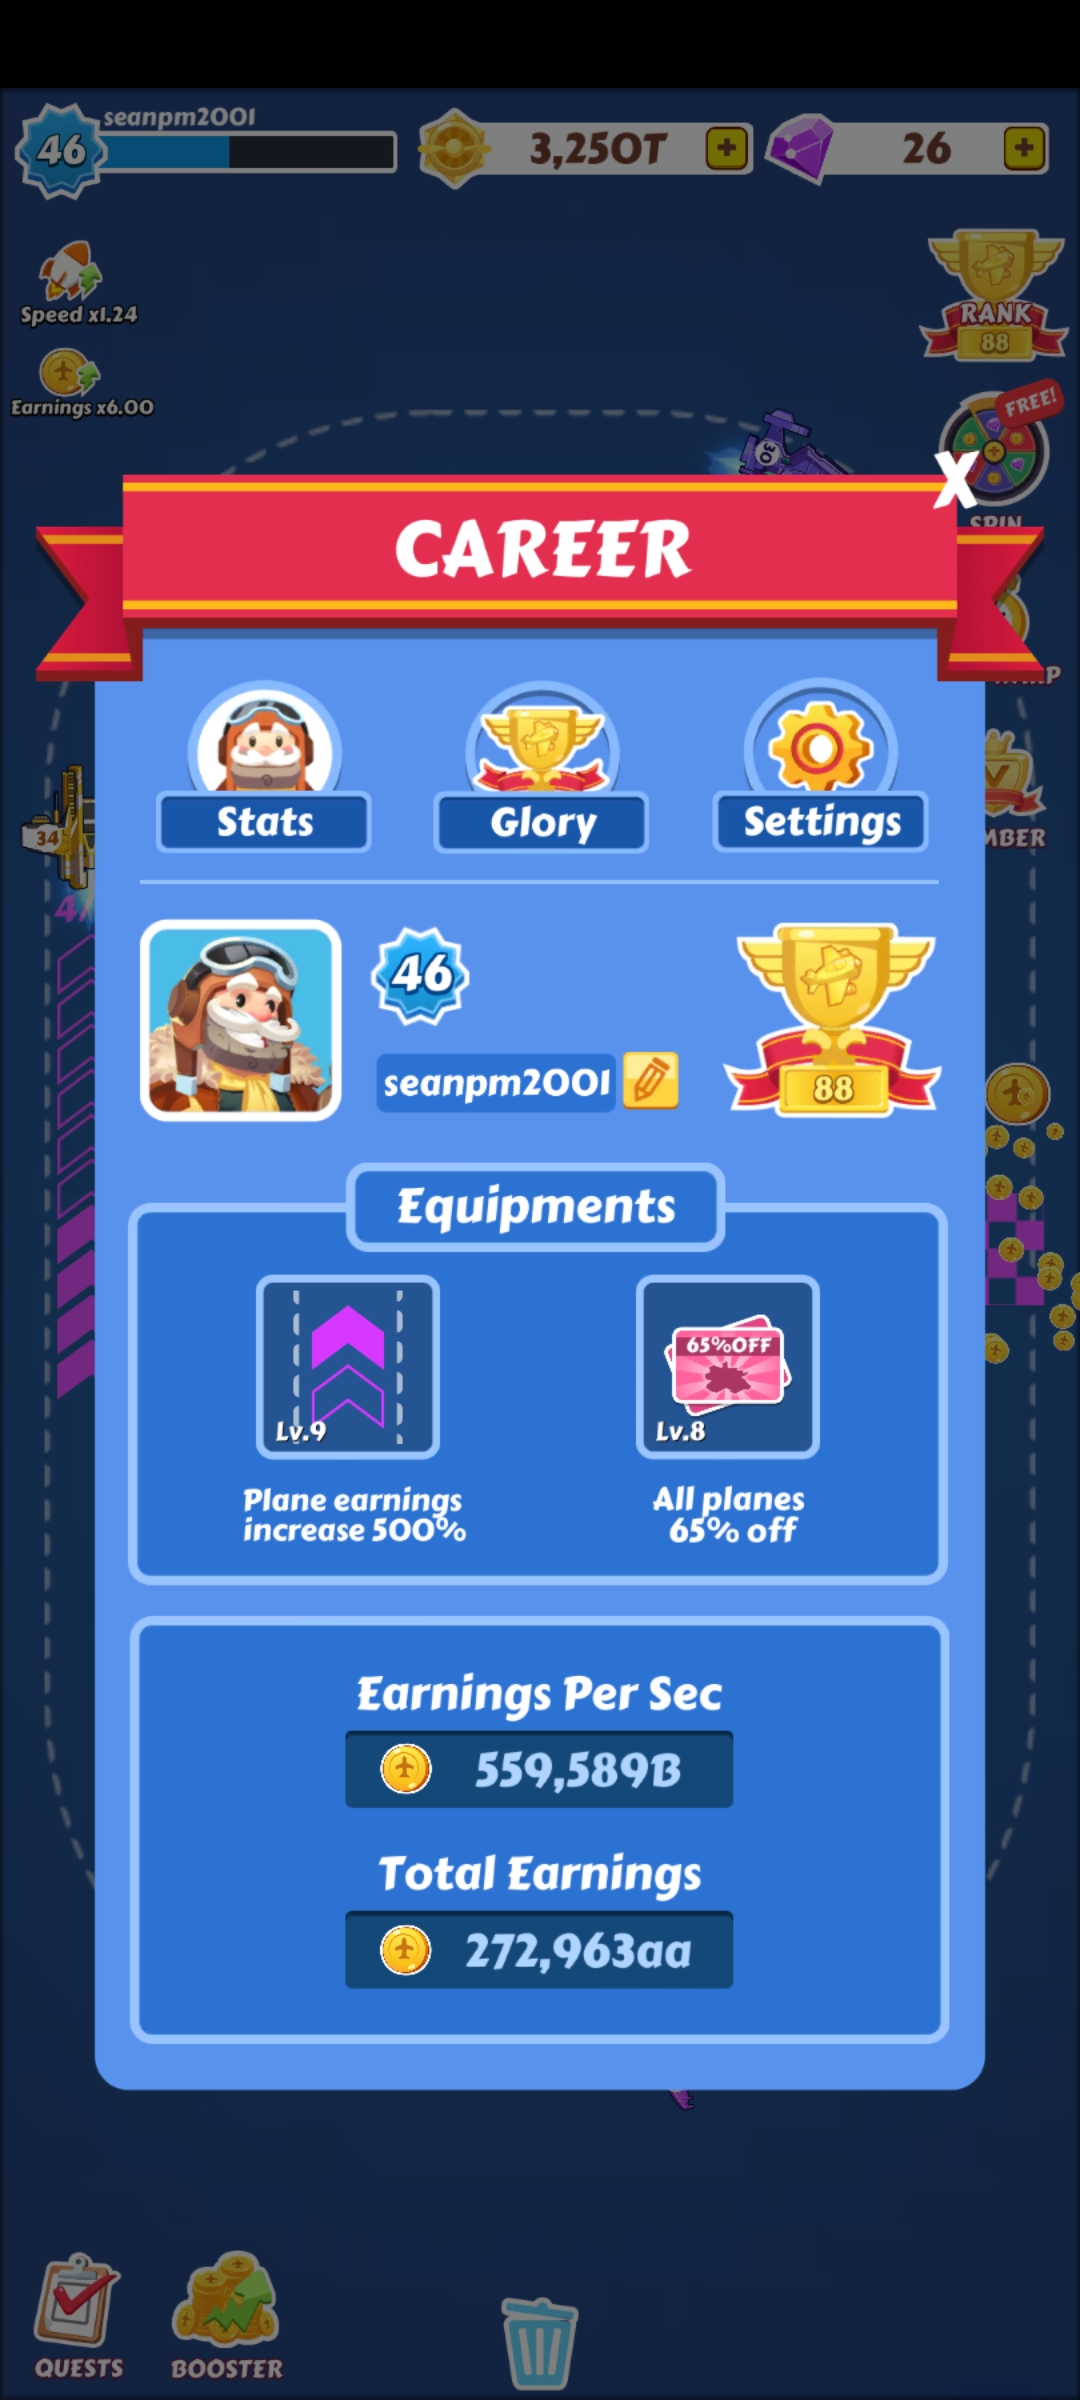 seanpm2001
46
3,250T
+
26
+
Speed x1.24
RANK
88
Earnings x6.00
FREE!
30
SPIN
X
CAREER
Stats
Glory
Settings
34
46
seanpm2001
88
Equipments
65%OFF
Lv.9
Lv.8
Plane earnings
increase 500%
All planes
65% off
Earnings Per Sec
559,589B
Total Earnings
272,963aa
QUESTS
BOOSTER